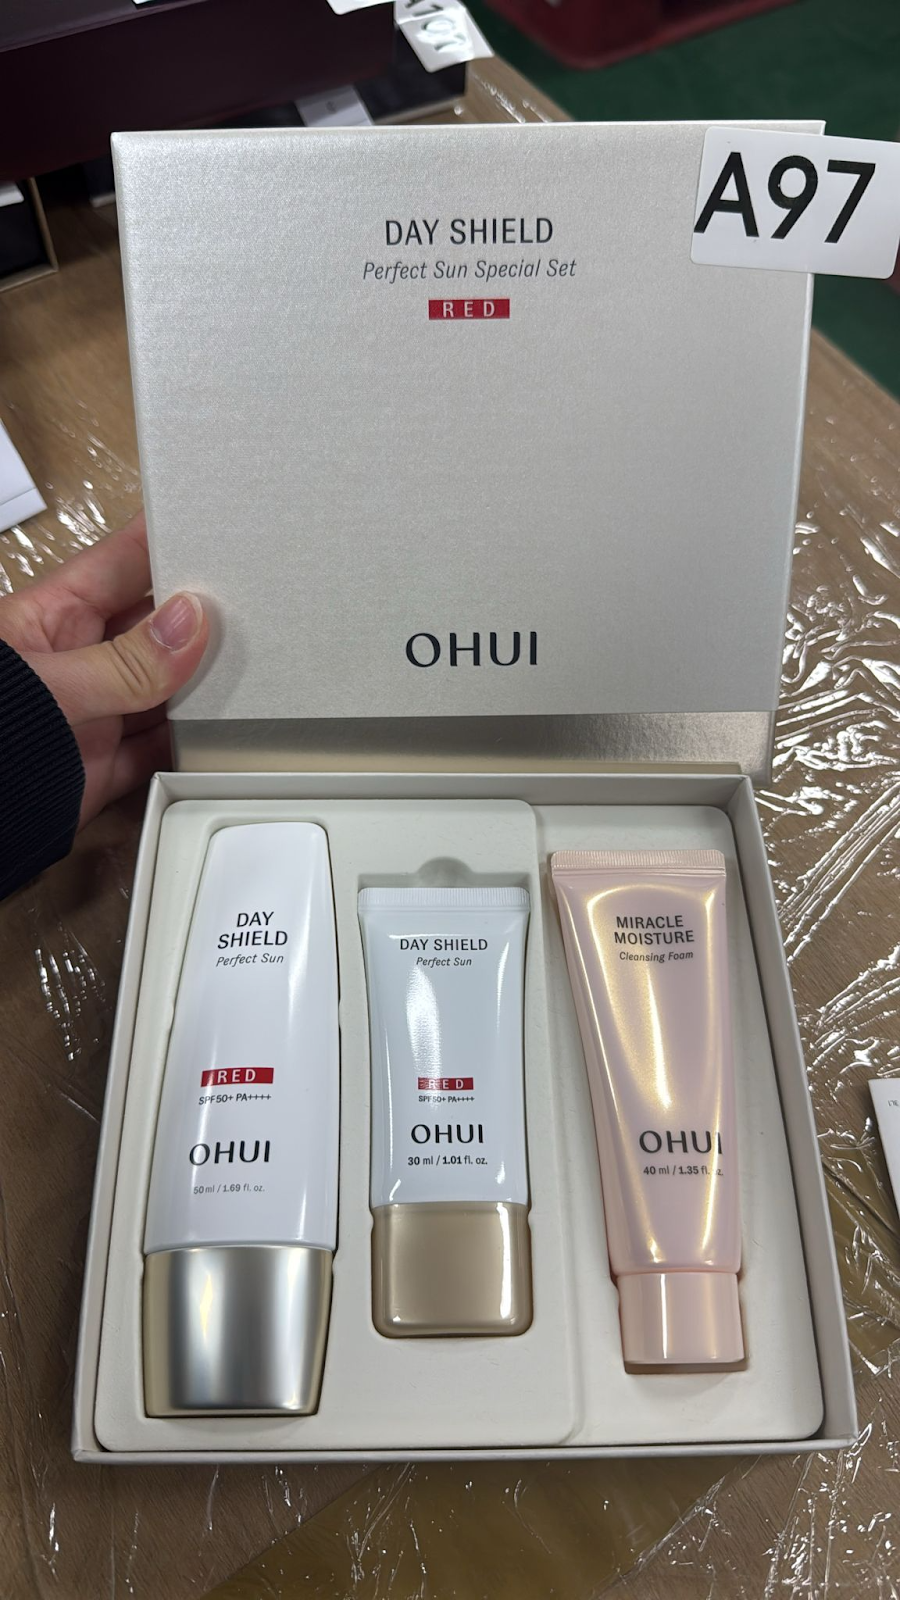 A97
DAY SHIELD
Perfect Sun Special Set
RED
OHUI
DAY
SHIELD
Perfect Sun
RED
SPF50+ PA++++
OHUI
50 ml / 1.69 fl. oz.
DAY SHIELD
Perfect Sun
RED
SPF50+ PA++++
OHUI
30 ml / 1.01 fl. oz.
MIRACLE
MOISTURE
Cleansing Foam
OHUI
40 ml / 1.35 fl. oz.